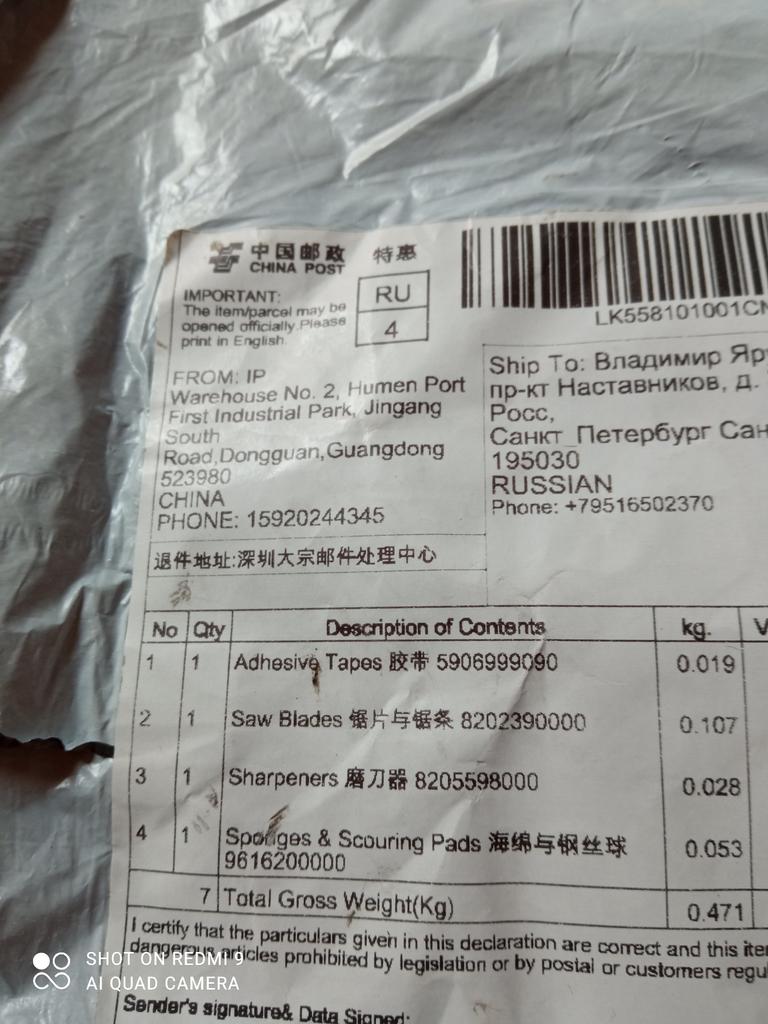 中国邮政 特惠
CHINA POST
RU
4
IMPORTANT:
The item/parcel may be
opened officially.Please
print in English.
LK558101001CN
FROM: IP
Warehouse No. 2, Humen Port
First Industrial Park, Jingang
South
Road,Dongguan,Guangdong
523980
CHINA
PHONE: 15920244345
Ship To: Владимир Яру
пр-кт Наставников, д.
Росс,
Санкт_Петербург Сан
195030
RUSSIAN
Phone: +79516502370
退件地址:深圳大宗邮件处理中心
No Qty Description of Contents kg. V
1 1 Adhesive Tapes 胶带 5906999090 0.019
2 1 Saw Blades 锯片与锯条 8202390000 0.107
3 1 Sharpeners 磨刀器 8205598000 0.028
4 1 Sponges & Scouring Pads 海绵与钢丝球 0.053
9616200000
7 Total Gross Weight(Kg) 0.471
I certify that the particulars given in this declaration are correct and this item
dangerous articles prohibited by legislation or by postal or customers regu
Sender's signature& Data Signed:
SHOT ON REDMI 9
AI QUAD CAMERA